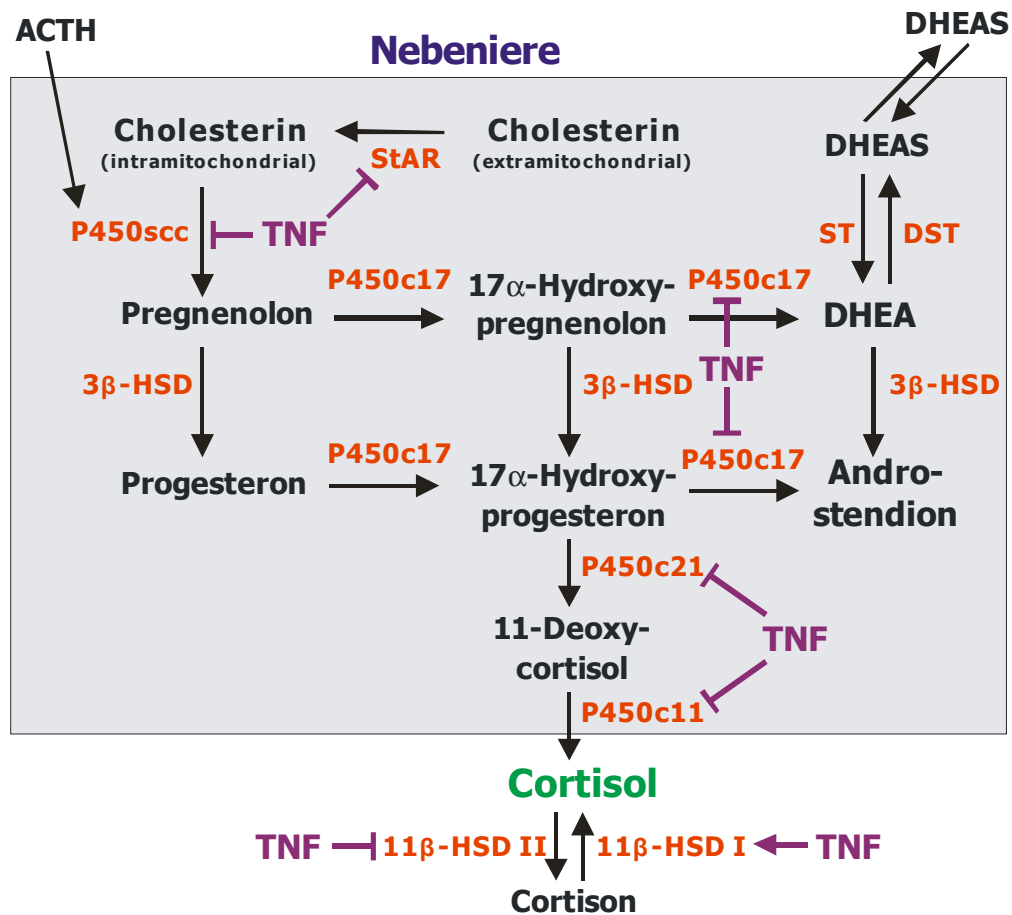 ACTH
DHEAS
Nebeniere
Cholesterin
(intramitochondrial)
StAR
Cholesterin
(extramitochondrial)
DHEAS
P450scc
TNF
ST
DST
P450c17
P450c17
Pregnenolon
17α-Hydroxy-
pregnenolon
DHEA
TNF
3β-HSD
3β-HSD
3β-HSD
P450c17
P450c17
Progesteron
17α-Hydroxy-
progesteron
Andro-
stendion
P450c21
11-Deoxy-
cortisol
TNF
P450c11
Cortisol
TNF
11β-HSD II
11β-HSD I
TNF
Cortison